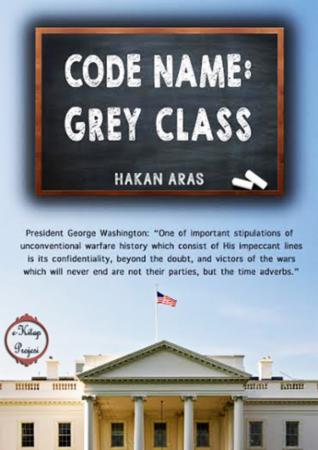 CODE NAME:
GREY CLASS
HAKAN ARAS
President George Washington: "One of important stipulations of
unconventional warfare history which consist of His impeccant lines
is its confidentiality, beyond the doubt, and victors of the wars
which will never end are not their parties, but the time adverbs."
e-Kitap
Projesi